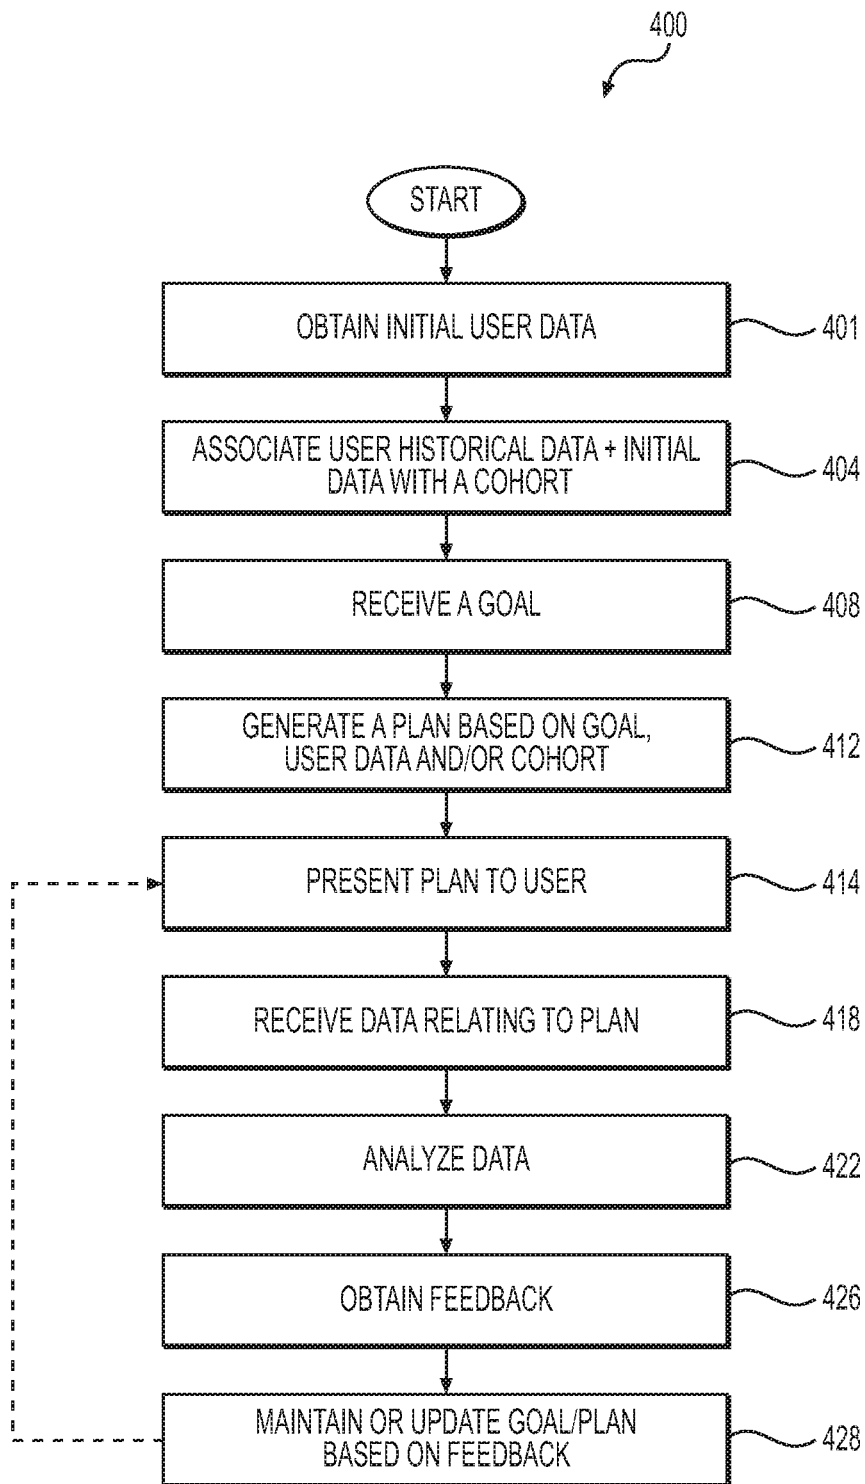 400
START
OBTAIN INITIAL USER DATA
401
ASSOCIATE USER HISTORICAL DATA + INITIAL
DATA WITH A COHORT
404
RECEIVE A GOAL
408
GENERATE A PLAN BASED ON GOAL,
USER DATA AND/OR COHORT
412
PRESENT PLAN TO USER
414
RECEIVE DATA RELATING TO PLAN
418
ANALYZE DATA
422
OBTAIN FEEDBACK
426
MAINTAIN OR UPDATE GOAL/PLAN
BASED ON FEEDBACK
428